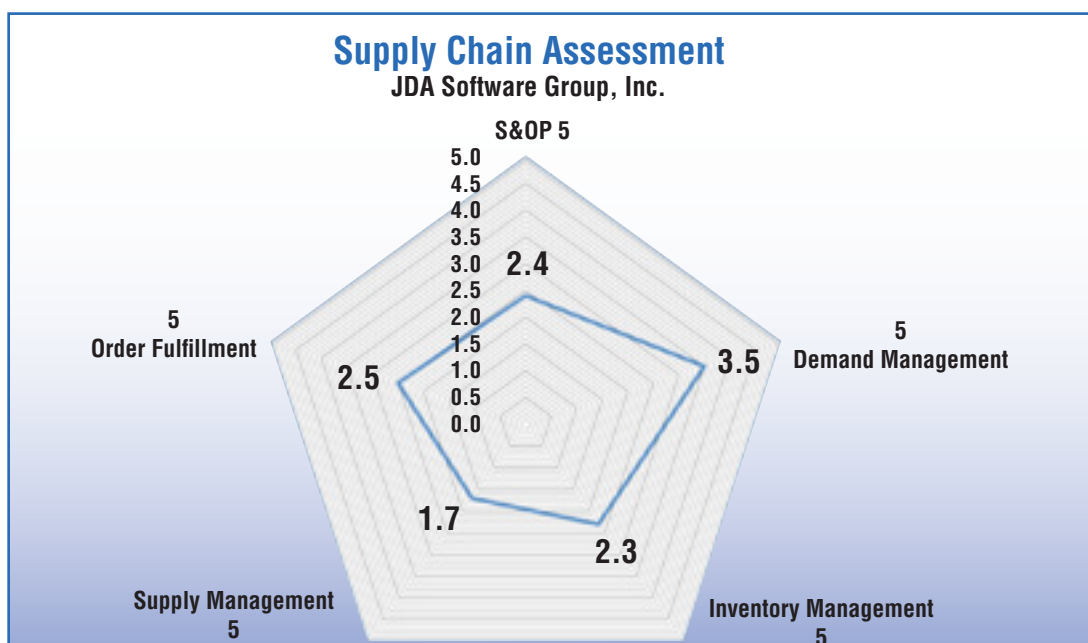 Supply Chain Assessment
JDA Software Group, Inc.
S&OP 5
5.0
4.5
4.0
3.5
3.0
2.5
2.0
1.5
1.0
0.5
0.0
2.4
5
Demand Management
3.5
5
Order Fulfillment
2.5
1.7
2.3
Supply Management
5
Inventory Management
5